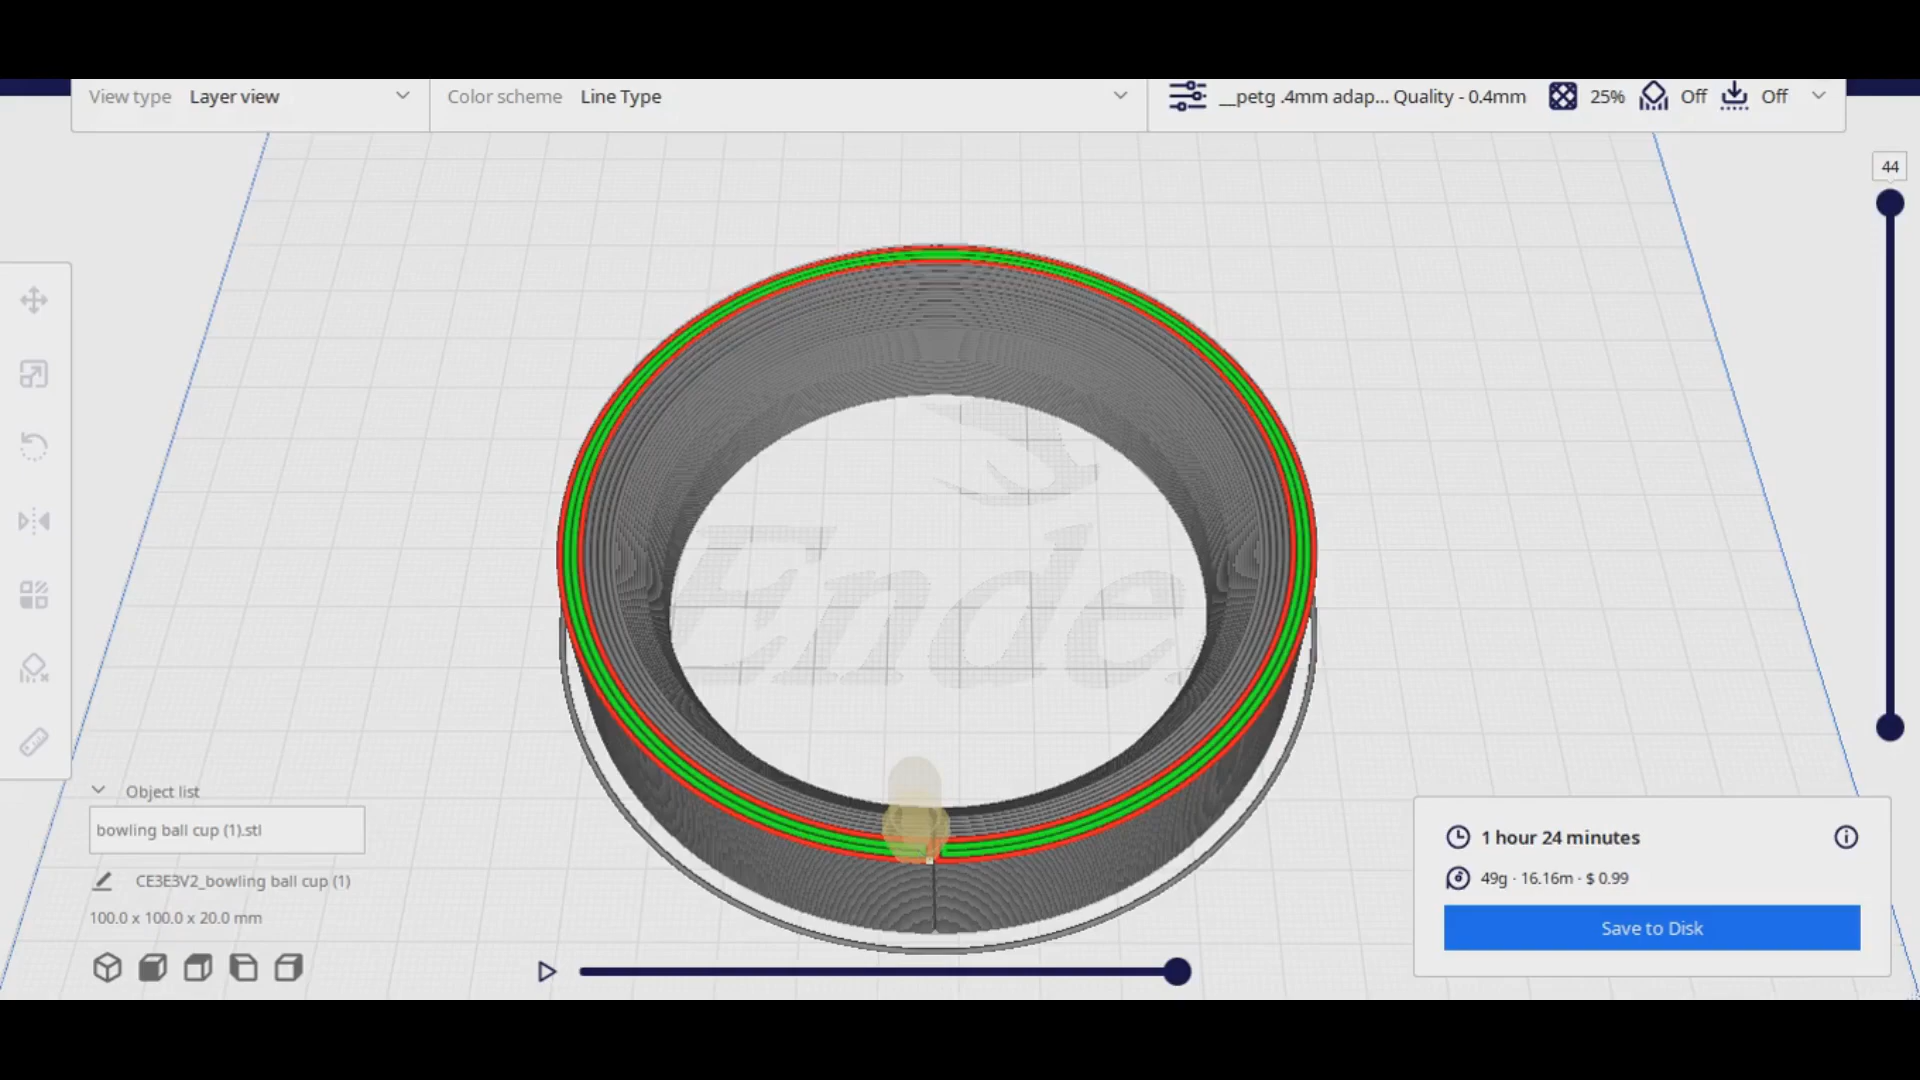 View type Layer view Color scheme Line Type __petg .4mm adap... Quality - 0.4mm 25% Off Off
44
Ende
Object list
bowling ball cup (1).stl
CE3E3V2_bowling ball cup (1)
100.0 x 100.0 x 20.0 mm
1 hour 24 minutes
49g · 16.16m · $ 0.99
Save to Disk